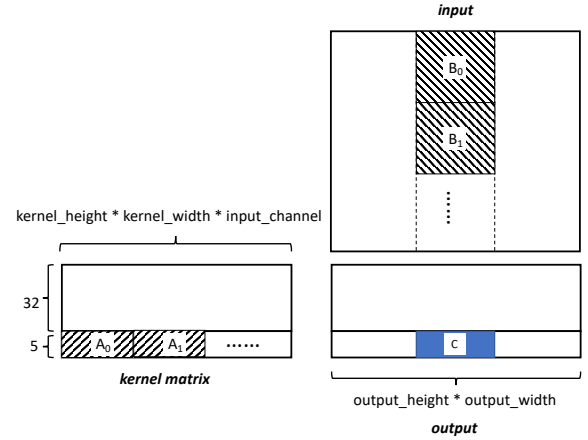 input
B₀
B₁
......
kernel_height * kernel_width * input_channel
32
5
A₀
A₁
......
C
kernel matrix
output_height * output_width
output